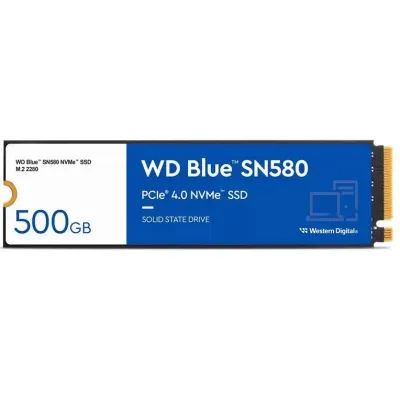 WD Blue™ SN580 NVMe™ SSD
M.2 2280
500GB
WD Blue™ SN580
PCIe® 4.0 NVMe™ SSD
SOLID STATE DRIVE
Western Digital®